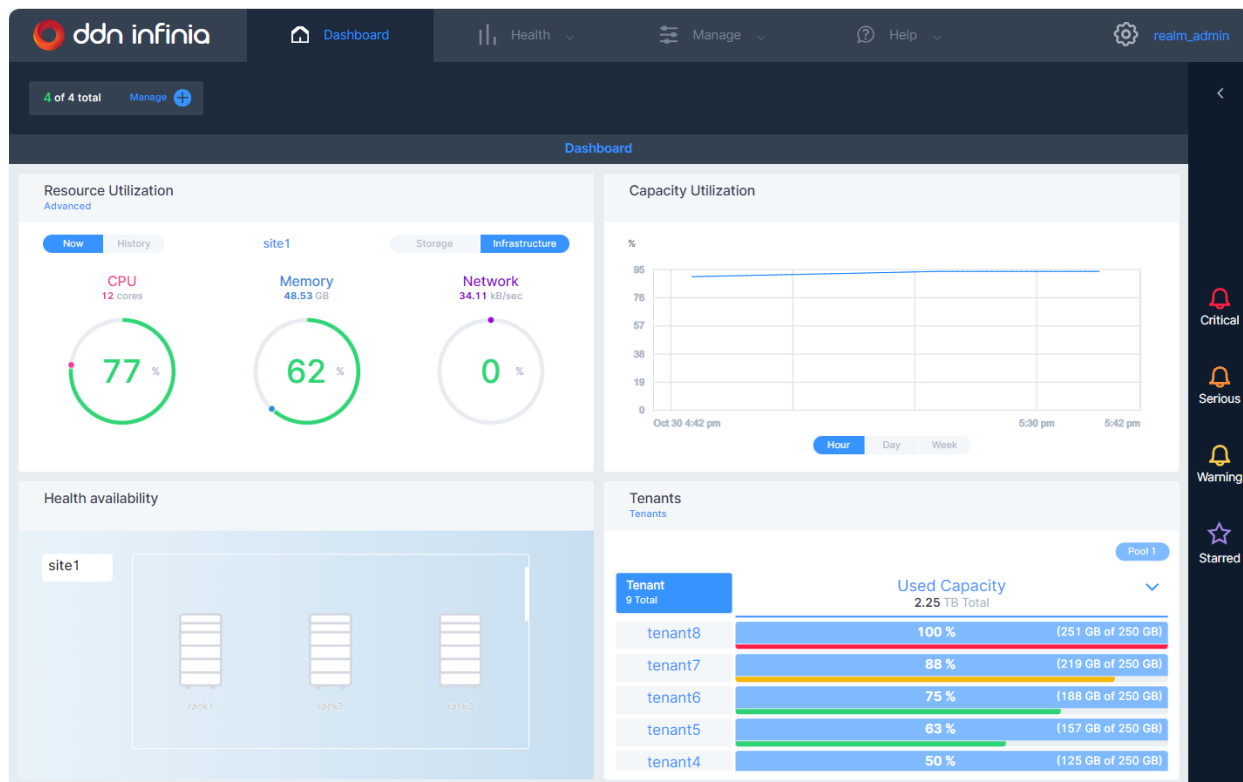 ddn infinia
Dashboard
Health
Manage
Help
realm_admin
4 of 4 total
Manage
Dashboard
Resource Utilization
Advanced
Now
History
site1
Storage
Infrastructure
CPU
12 cores
77 %
Memory
48.53 GB
62 %
Network
34.11 kB/sec
0 %
Capacity Utilization
%
95
76
57
38
19
0
Oct 30 4:42 pm
5:30 pm
5:42 pm
Hour
Day
Week
Critical
Serious
Warning
Starred
Health availability
site1
rack1
rack2
rack3
Tenants
Tenants
Pool 1
Tenant
9 Total
Used Capacity
2.25 TB Total
tenant8 100 % (251 GB of 250 GB)
tenant7 88 % (219 GB of 250 GB)
tenant6 75 % (188 GB of 250 GB)
tenant5 63 % (157 GB of 250 GB)
tenant4 50 % (125 GB of 250 GB)